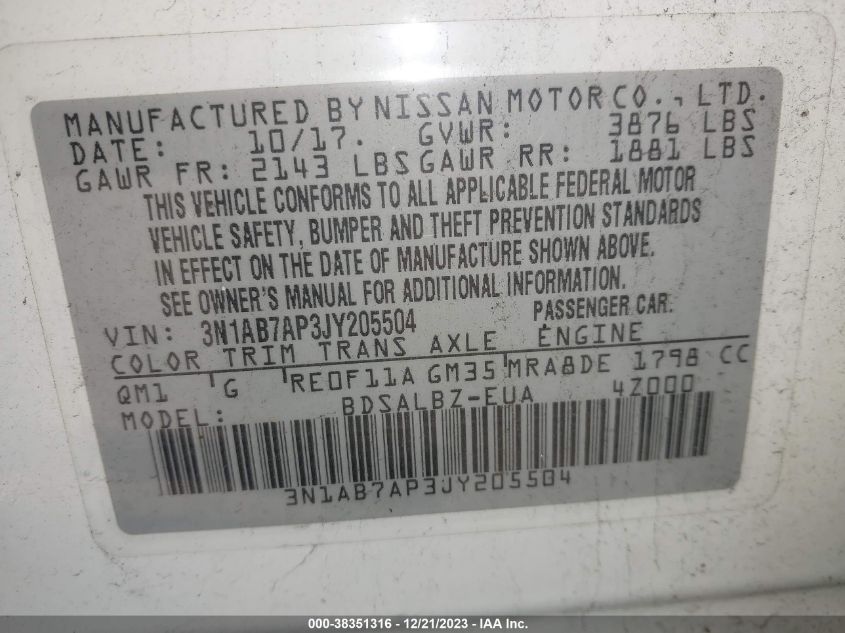 MANUFACTURED BY NISSAN MOTOR CO., LTD.
DATE: 10/17. GVWR: 3876 LBS
GAWR FR: 2143 LBS GAWR RR: 1881 LBS
THIS VEHICLE CONFORMS TO ALL APPLICABLE FEDERAL MOTOR
VEHICLE SAFETY, BUMPER AND THEFT PREVENTION STANDARDS
IN EFFECT ON THE DATE OF MANUFACTURE SHOWN ABOVE.
SEE OWNER'S MANUAL FOR ADDITIONAL INFORMATION.
VIN: 3N1AB7AP3JY205504 PASSENGER CAR.
COLOR TRIM TRANS AXLE ENGINE
QM1 G RE0F11A GM35 MRA8DE 1798 CC
MODEL: BDSALBZ-EUA 4Z000
3N1AB7AP3JY205504
000-38351316 - 12/21/2023 - IAA Inc.